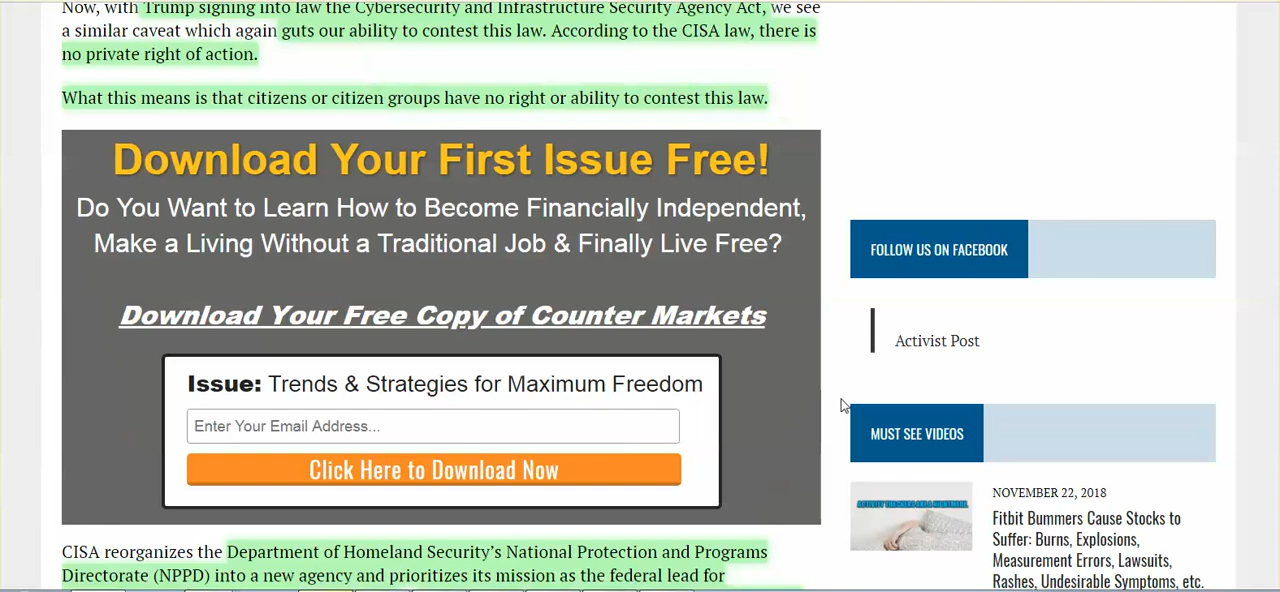 Now, with Trump signing into law the Cybersecurity and Infrastructure Security Agency Act, we see
a similar caveat which again guts our ability to contest this law. According to the CISA law, there is
no private right of action.
What this means is that citizens or citizen groups have no right or ability to contest this law.
Download Your First Issue Free!
Do You Want to Learn How to Become Financially Independent,
Make a Living Without a Traditional Job & Finally Live Free?
Download Your Free Copy of Counter Markets
Issue: Trends & Strategies for Maximum Freedom
Enter Your Email Address...
Click Here to Download Now
CISA reorganizes the Department of Homeland Security’s National Protection and Programs
Directorate (NPPD) into a new agency and prioritizes its mission as the federal lead for
FOLLOW US ON FACEBOOK
Activist Post
MUST SEE VIDEOS
ACTIVITY TRACKERS ARE A NIGHTMARE.
NOVEMBER 22, 2018
Fitbit Bummers Cause Stocks to
Suffer: Burns, Explosions,
Measurement Errors, Lawsuits,
Rashes, Undesirable Symptoms, etc.